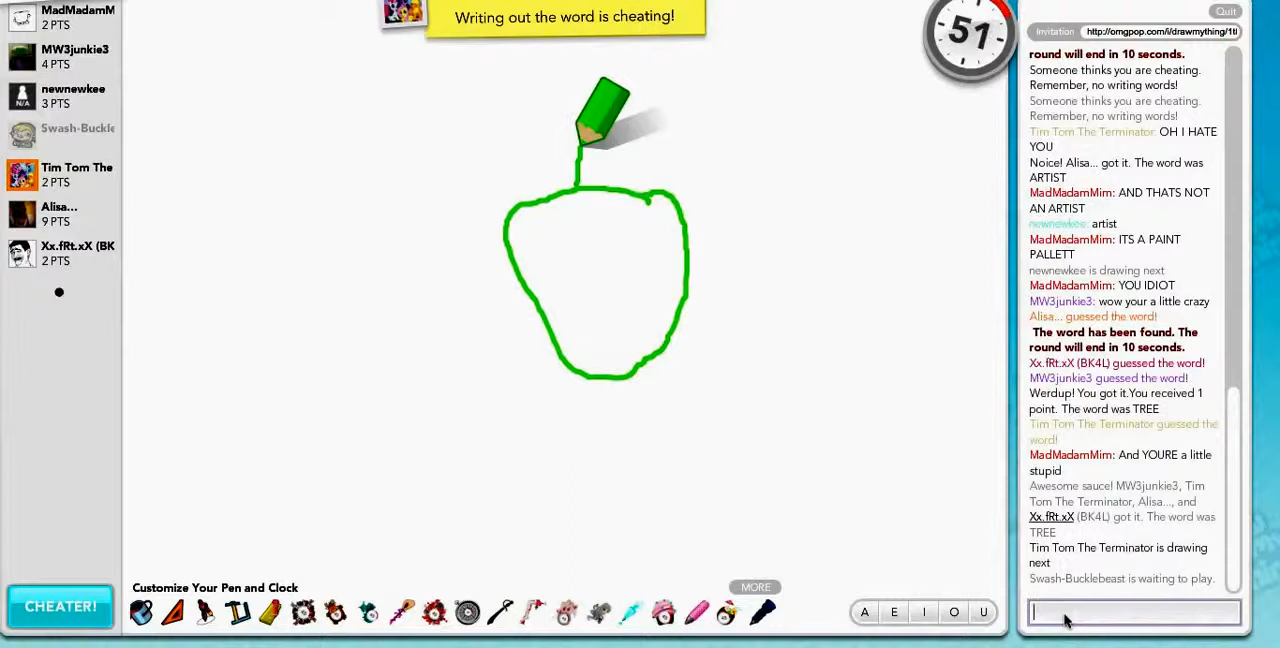 MadMadamM
2 PTS
MW3junkie3
4 PTS
N/A
newnewkee
3 PTS
Swash-Buckle
Tim Tom The
2 PTS
Alisa...
9 PTS
Xx.fRt.xX (BK
2 PTS
CHEATER!
Writing out the word is cheating!
51
Customize Your Pen and Clock
MORE
A E I O U
Quit
Invitation http://omgpop.com/i/drawmything/1tl
round will end in 10 seconds.
Someone thinks you are cheating.
Remember, no writing words!
Someone thinks you are cheating.
Remember, no writing words!
Tim Tom The Terminator: OH I HATE
YOU
Noice! Alisa... got it. The word was
ARTIST
MadMadamMim: AND THATS NOT
AN ARTIST
newnewkee: artist
MadMadamMim: ITS A PAINT
PALLETT
newnewkee is drawing next
MadMadamMim: YOU IDIOT
MW3junkie3: wow your a little crazy
Alisa... guessed the word!
The word has been found. The
round will end in 10 seconds.
Xx.fRt.xX (BK4L) guessed the word!
MW3junkie3 guessed the word!
Werdup! You got it.You received 1
point. The word was TREE
Tim Tom The Terminator guessed the
word!
MadMadamMim: And YOURE a little
stupid
Awesome sauce! MW3junkie3, Tim
Tom The Terminator, Alisa..., and
Xx.fRt.xX (BK4L) got it. The word was
TREE
Tim Tom The Terminator is drawing
next
Swash-Bucklebeast is waiting to play.